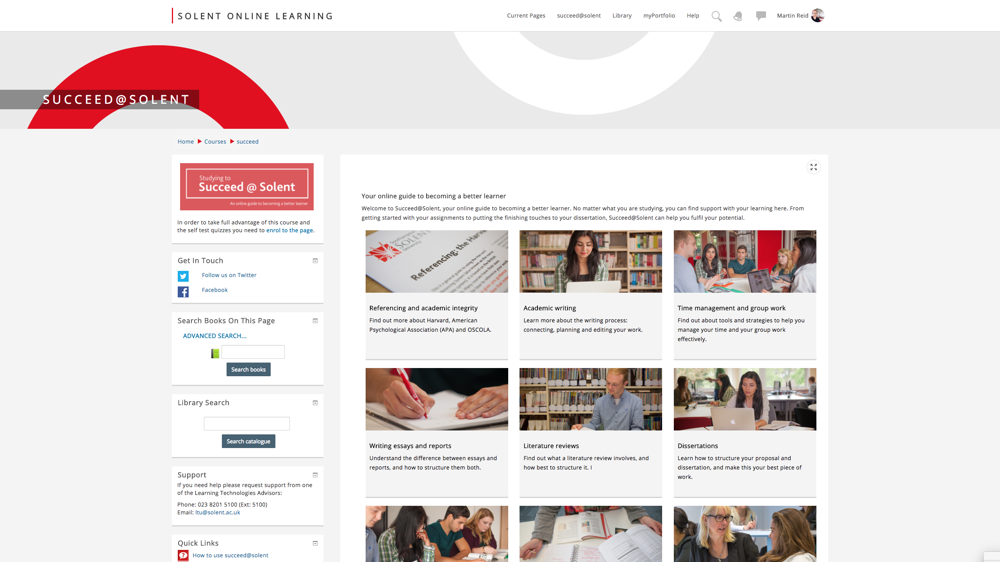 SOLENT ONLINE LEARNING
Current Pages
succeed@solent
Library
myPortfolio
Help
Martin Reid
SUCCEED@SOLENT
Home
Courses
succeed
Studying to
Succeed @ Solent
An online guide to becoming a better learner
In order to take full advantage of this course and
the self test quizzes you need to enrol to the page.
Get In Touch
Follow us on Twitter
Facebook
Search Books On This Page
ADVANCED SEARCH...
Search books
Library Search
Search catalogue
Support
If you need help please request support from one
of the Learning Technologies Advisors:
Phone: 023 8201 5100 (Ext: 5100)
Email: ltu@solent.ac.uk
Quick Links
How to use succeed@solent
Your online guide to becoming a better learner
Welcome to Succeed@Solent, your online guide to becoming a better learner. No matter what you are studying, you can find support with your learning here. From
getting started with your assignments to putting the finishing touches to your dissertation, Succeed@Solent can help you fulfil your potential.
Southampton
SOLENT
University
Referencing: the Harvard
Referencing and academic integrity
Find out more about Harvard, American
Psychological Association (APA) and OSCOLA.
Academic writing
Learn more about the writing process:
connecting, planning and editing your work.
Time management and group work
Find out about tools and strategies to help you
manage your time and your group work
effectively.
Writing essays and reports
Understand the difference between essays and
reports, and how to structure them both.
Literature reviews
Find out what a literature review involves, and
how best to structure it. I
Dissertations
Learn how to structure your proposal and
dissertation, and make this your best piece of
work.